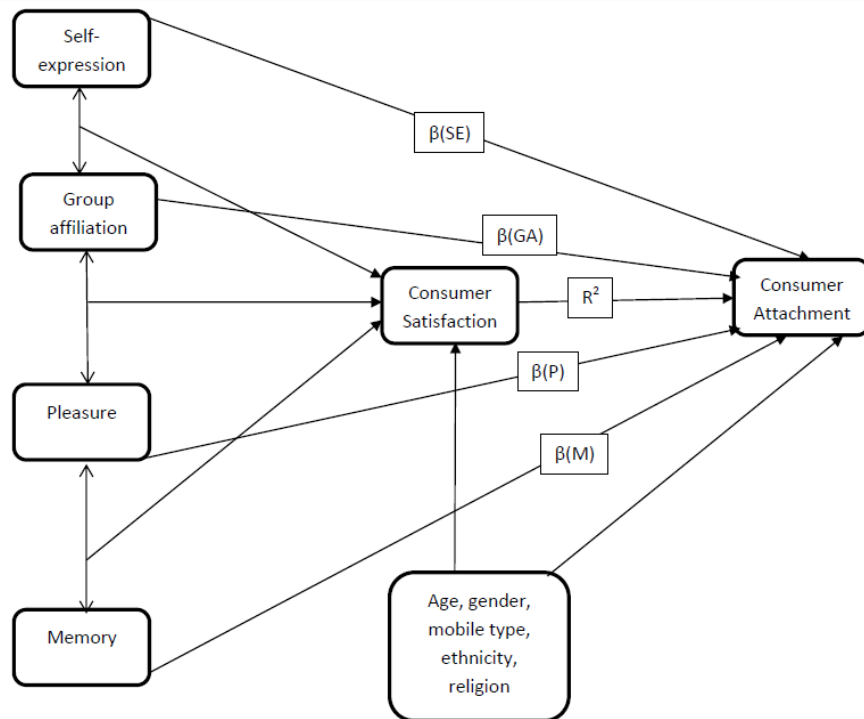 Self-
expression
β(SE)
Group
affiliation
β(GA)
Consumer
Satisfaction
R²
Consumer
Attachment
Pleasure
β(P)
β(M)
Memory
Age, gender,
mobile type,
ethnicity,
religion